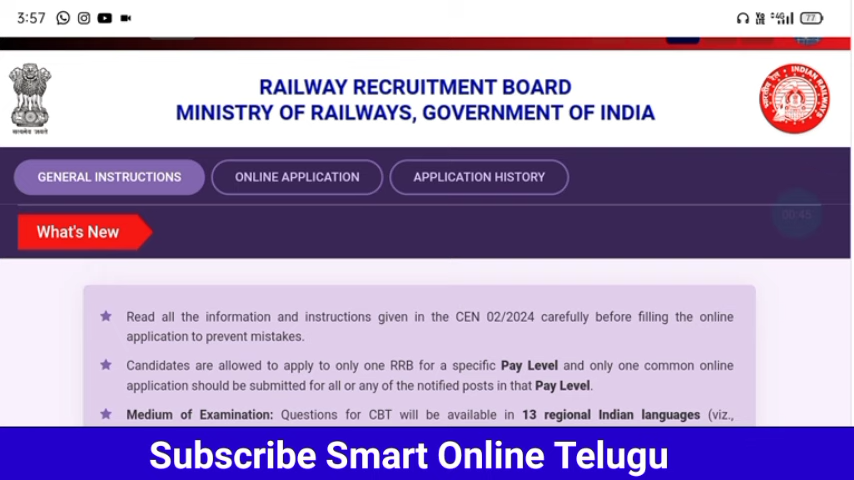 3:57
4G
77
RAILWAY RECRUITMENT BOARD
MINISTRY OF RAILWAYS, GOVERNMENT OF INDIA
GENERAL INSTRUCTIONS
ONLINE APPLICATION
APPLICATION HISTORY
00:45
What's New
Read all the information and instructions given in the CEN 02/2024 carefully before filling the online
application to prevent mistakes.
Candidates are allowed to apply to only one RRB for a specific Pay Level and only one common online
application should be submitted for all or any of the notified posts in that Pay Level.
Medium of Examination: Questions for CBT will be available in 13 regional Indian languages (viz.,
Subscribe Smart Online Telugu